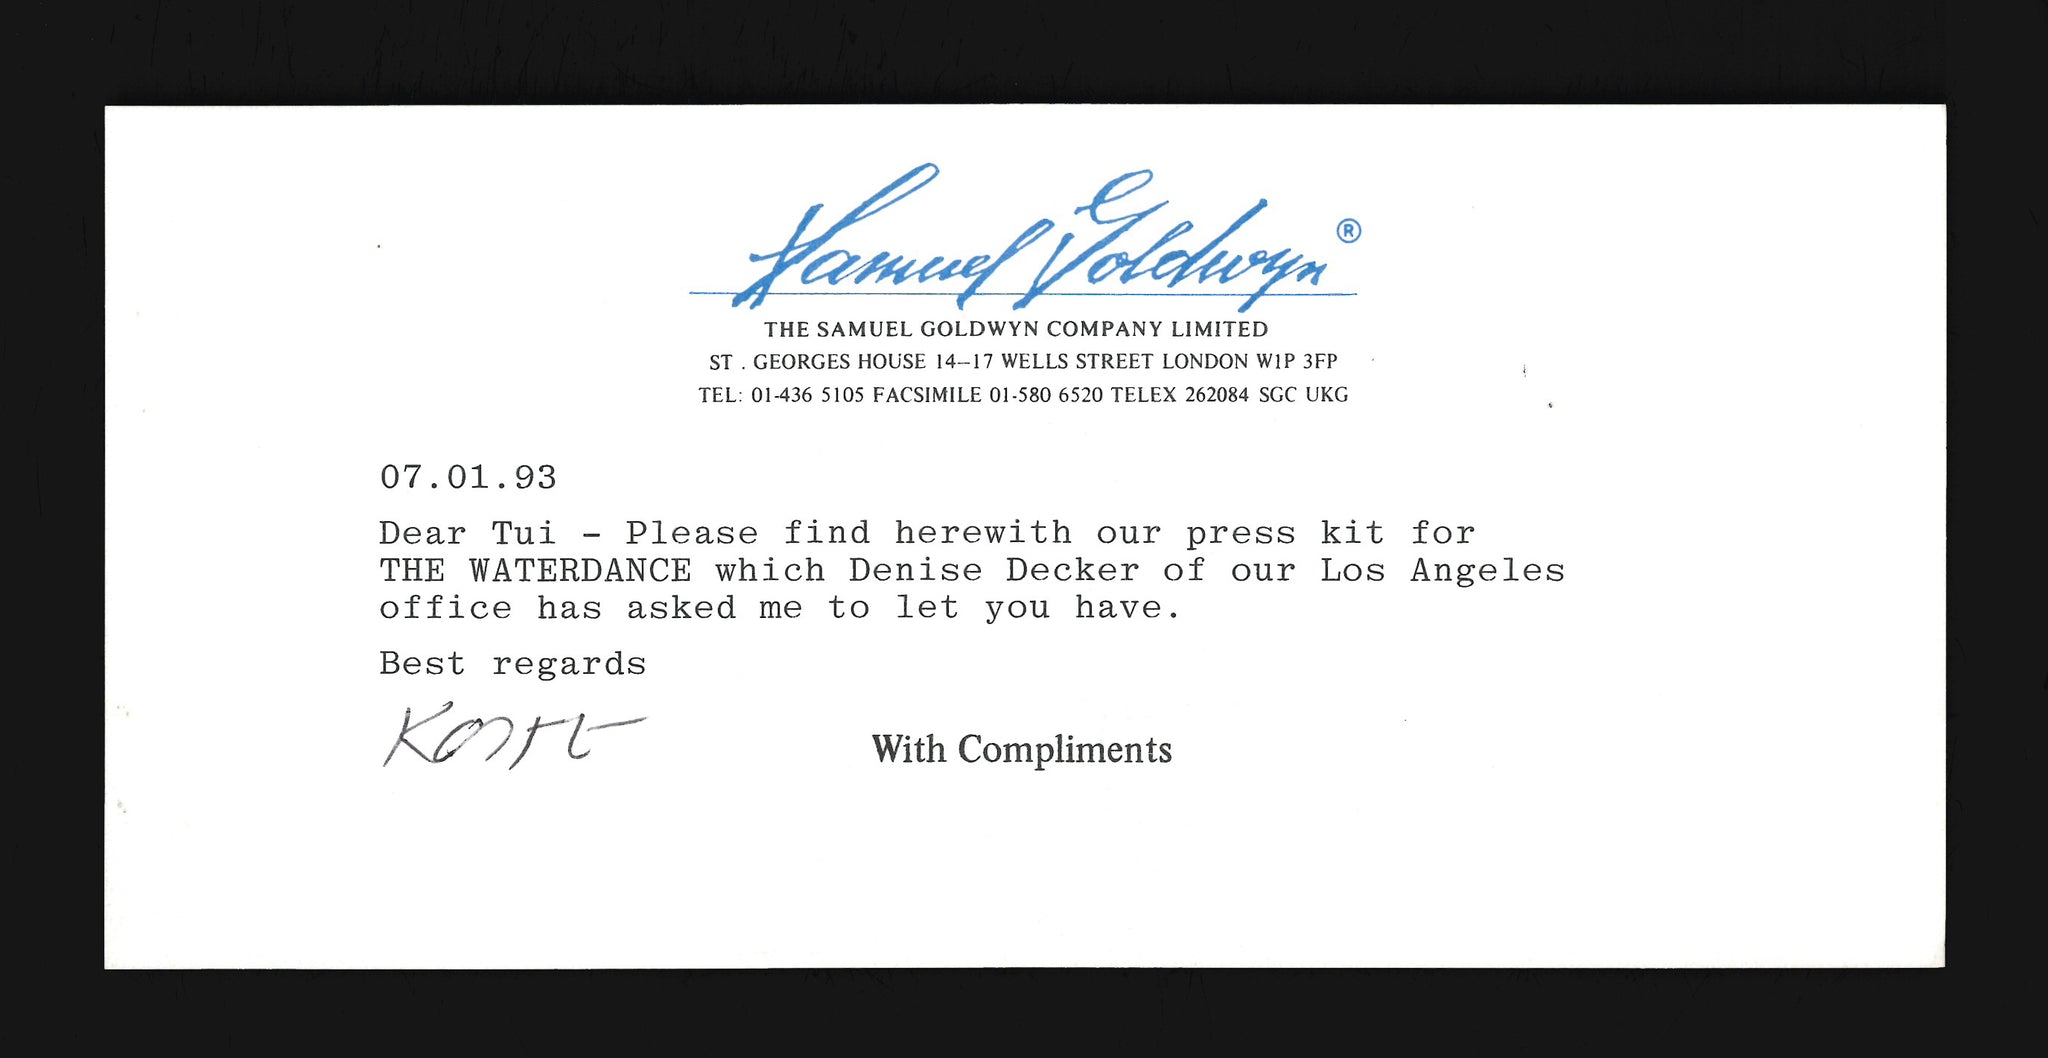 Samuel Goldwyn®
THE SAMUEL GOLDWYN COMPANY LIMITED
ST . GEORGES HOUSE 14–17 WELLS STREET LONDON W1P 3FP
TEL: 01-436 5105 FACSIMILE 01-580 6520 TELEX 262084 SGC UKG
07.01.93
Dear Tui - Please find herewith our press kit for
THE WATERDANCE which Denise Decker of our Los Angeles
office has asked me to let you have.
Best regards
With Compliments